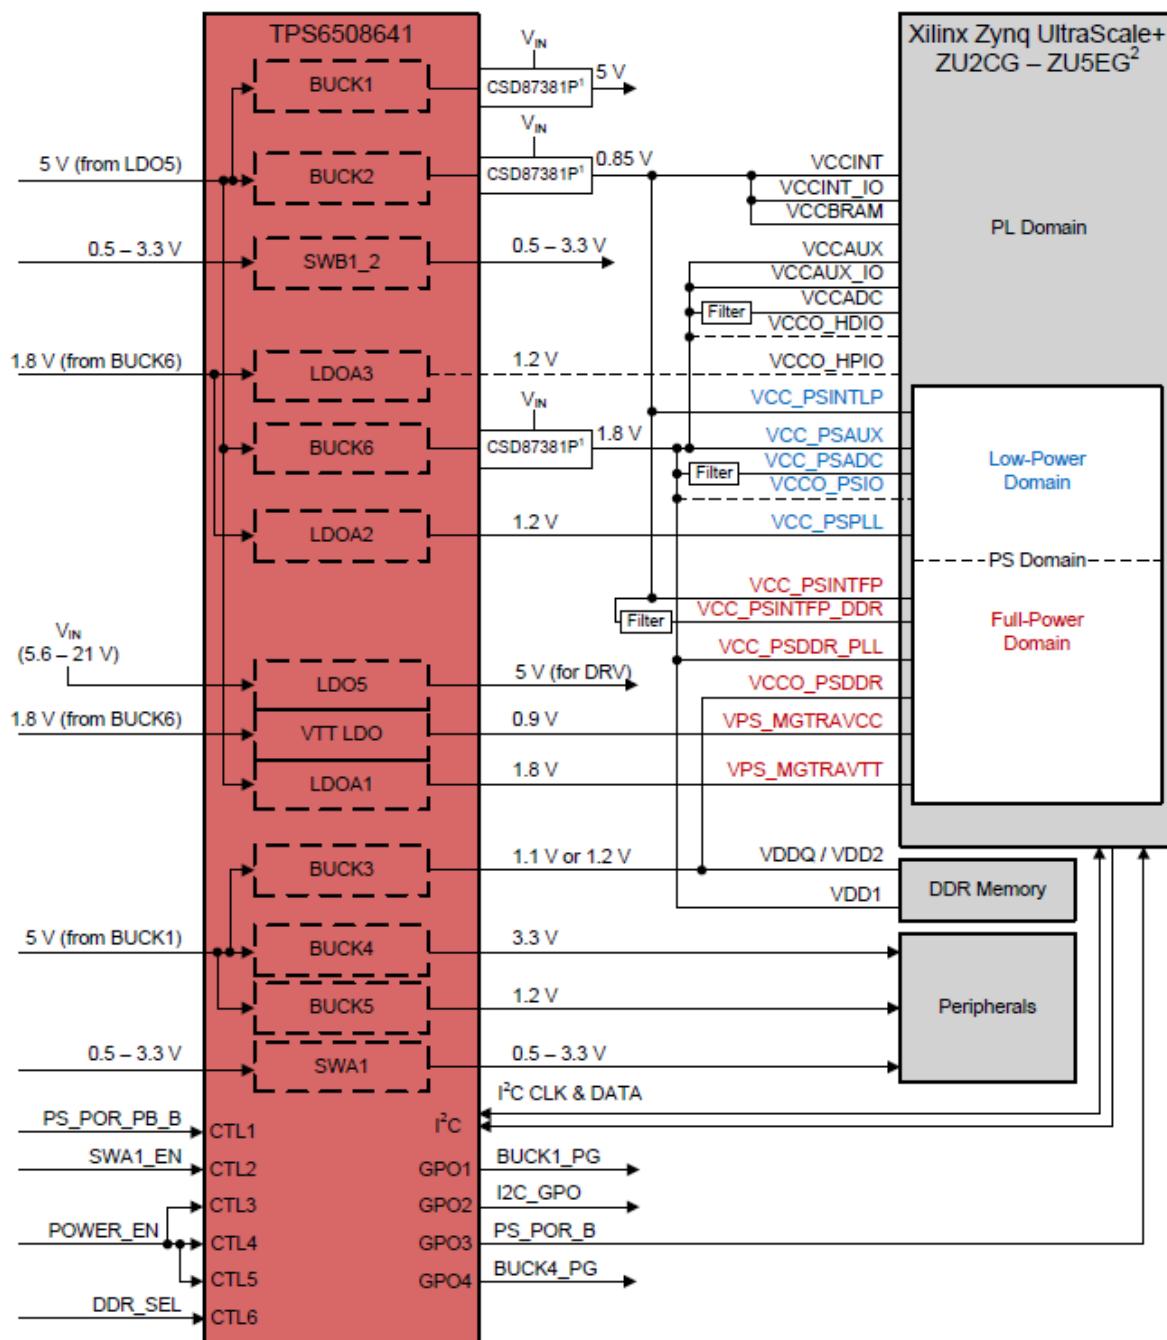 TPS6508641
Xilinx Zynq UltraScale+
ZU2CG – ZU5EG²
V_IN
BUCK1
CSD87381P¹
5 V
V_IN
5 V (from LDO5)
BUCK2
CSD87381P¹
0.85 V
VCCINT
VCCINT_IO
VCCBRAM
PL Domain
0.5 – 3.3 V
SWB1_2
0.5 – 3.3 V
VCCAUX
VCCAUX_IO
VCCADC
Filter
VCCO_HDIO
1.8 V (from BUCK6)
LDOA3
1.2 V
VCCO_HPIO
V_IN
VCC_PSINTLP
BUCK6
CSD87381P¹
1.8 V
VCC_PSAUX
VCC_PSADC
Filter
VCCO_PSIO
Low-Power
Domain
LDOA2
1.2 V
VCC_PSPLL
PS Domain
VCC_PSINTFP
VCC_PSINTFP_DDR
Filter
Full-Power
Domain
V_IN
(5.6 – 21 V)
LDO5
5 V (for DRV)
VCC_PSDDR_PLL
VCCO_PSDDR
1.8 V (from BUCK6)
VTT LDO
0.9 V
VPS_MGTRAVCC
LDOA1
1.8 V
VPS_MGTRAVTT
BUCK3
1.1 V or 1.2 V
VDDQ / VDD2
VDD1
DDR Memory
5 V (from BUCK1)
BUCK4
3.3 V
BUCK5
1.2 V
Peripherals
0.5 – 3.3 V
SWA1
0.5 – 3.3 V
I²C CLK & DATA
PS_POR_PB_B
CTL1
I²C
SWA1_EN
CTL2
GPO1
BUCK1_PG
CTL3
GPO2
I2C_GPO
POWER_EN
CTL4
GPO3
PS_POR_B
CTL5
GPO4
BUCK4_PG
DDR_SEL
CTL6